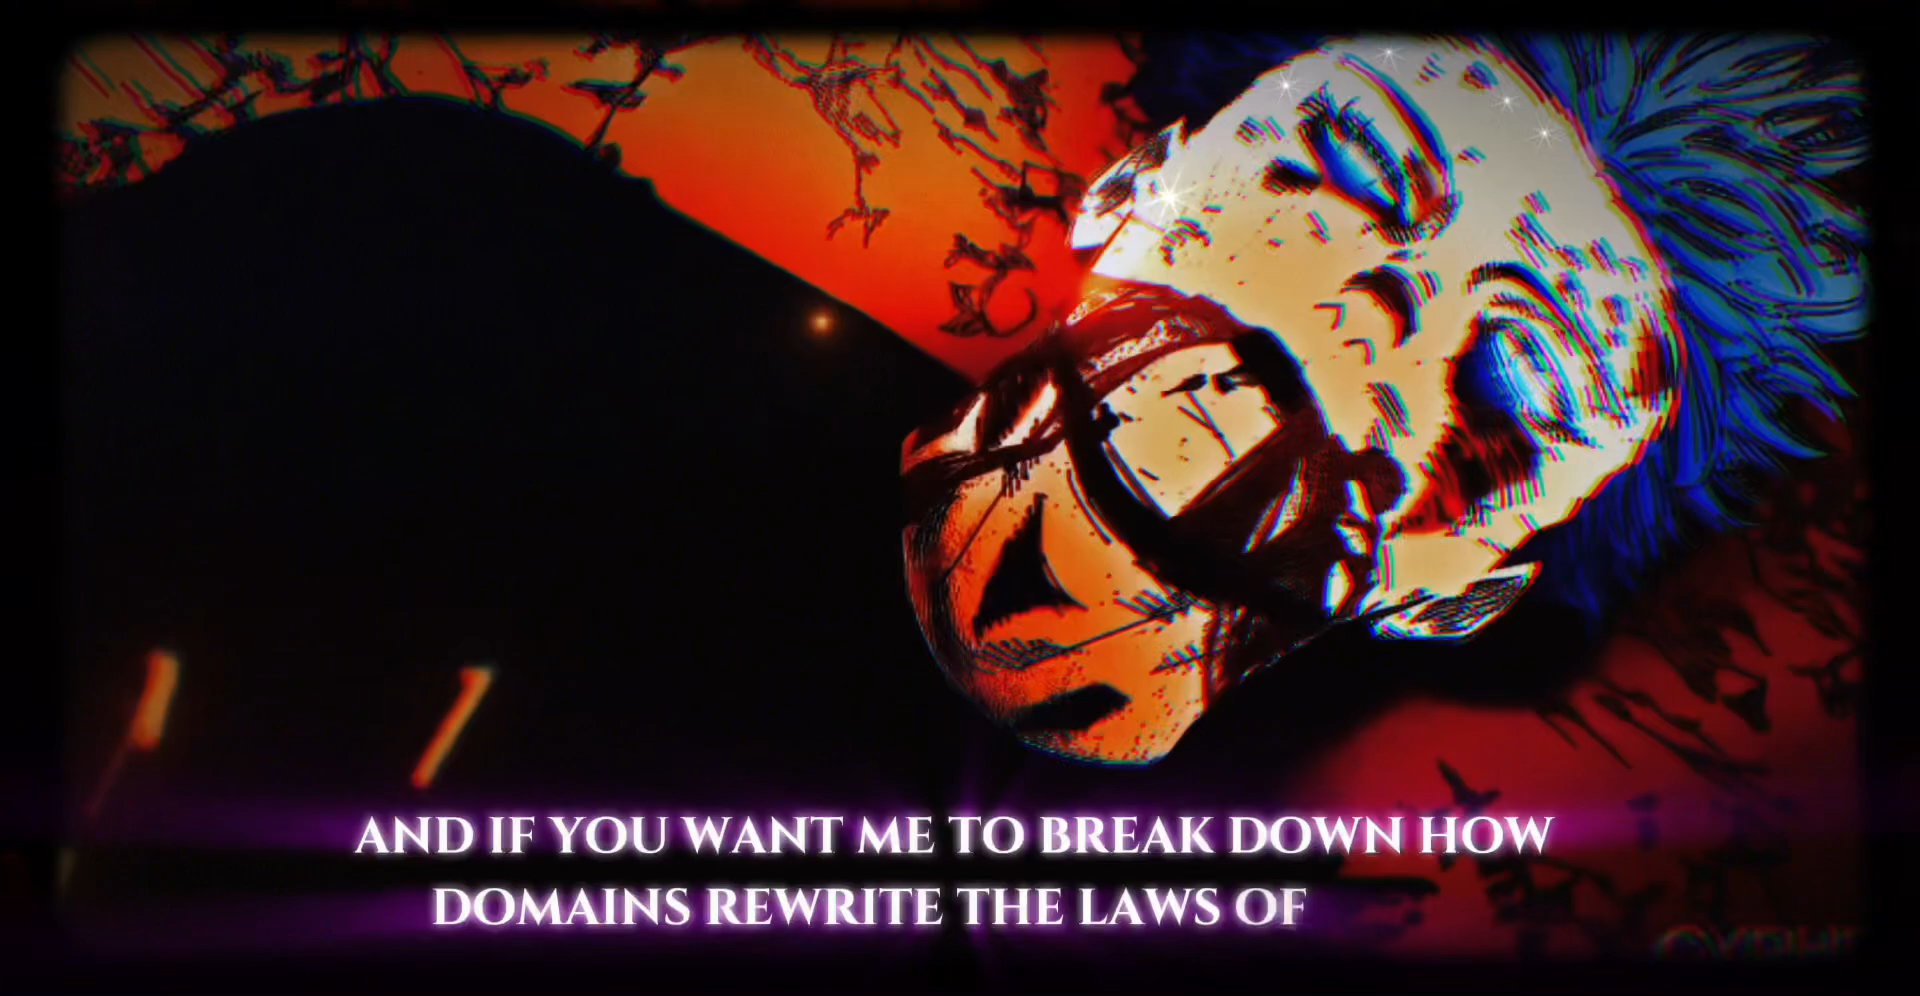 AND IF YOU WANT ME TO BREAK DOWN HOW
DOMAINS REWRITE THE LAWS OF